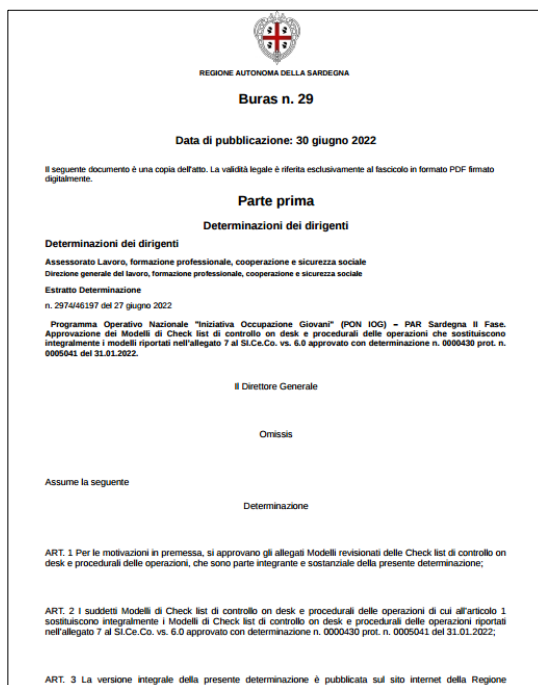 REGIONE AUTONOMA DELLA SARDEGNA
Buras n. 29
Data di pubblicazione: 30 giugno 2022
Il seguente documento è una copia dell'atto. La validità legale è riferita esclusivamente al fascicolo in formato PDF firmato
digitalmente.
Parte prima
Determinazioni dei dirigenti
Determinazioni dei dirigenti
Assessorato Lavoro, formazione professionale, cooperazione e sicurezza sociale
Direzione generale del lavoro, formazione professionale, cooperazione e sicurezza sociale
Estratto Determinazione
n. 2974/46197 del 27 giugno 2022
Programma Operativo Nazionale "Iniziativa Occupazione Giovani" (PON IOG) – PAR Sardegna II Fase.
Approvazione dei Modelli di Check list di controllo on desk e procedurali delle operazioni che sostituiscono
integralmente i modelli riportati nell'allegato 7 al SI.Ce.Co. vs. 6.0 approvato con determinazione n. 0000430 prot. n.
0005041 del 31.01.2022.
Il Direttore Generale
Omissis
Assume la seguente
Determinazione
ART. 1 Per le motivazioni in premessa, si approvano gli allegati Modelli revisionati delle Check list di controllo on
desk e procedurali delle operazioni, che sono parte integrante e sostanziale della presente determinazione;
ART. 2 I suddetti Modelli di Check list di controllo on desk e procedurali delle operazioni di cui all'articolo 1
sostituiscono integralmente i Modelli di Check list di controllo on desk e procedurali delle operazioni riportati
nell'allegato 7 al SI.Ce.Co. vs. 6.0 approvato con determinazione n. 0000430 prot. n. 0005041 del 31.01.2022;
ART. 3 La versione integrale della presente determinazione è pubblicata sul sito internet della Regione